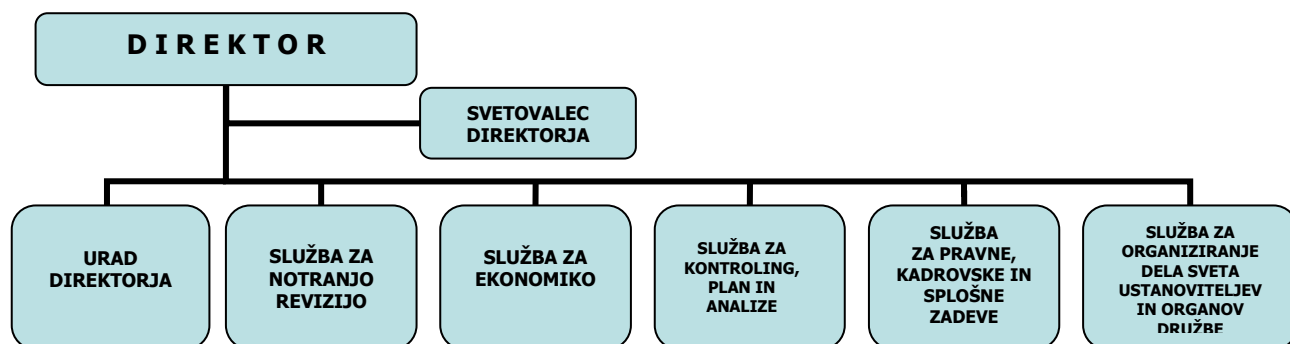 D I R E K T O R
SVETOVALEC
DIREKTORJA
URAD
DIREKTORJA
SLUŽBA ZA
NOTRANJO
REVIZIJO
SLUŽBA ZA
EKONOMIKO
SLUŽBA ZA
KONTROLING,
PLAN IN
ANALIZE
SLUŽBA
ZA PRAVNE,
KADROVSKE IN
SPLOŠNE
ZADEVE
SLUŽBA ZA
ORGANIZIRANJE
DELA SVETA
USTANOVITELJEV
IN ORGANOV
DRUŽBE